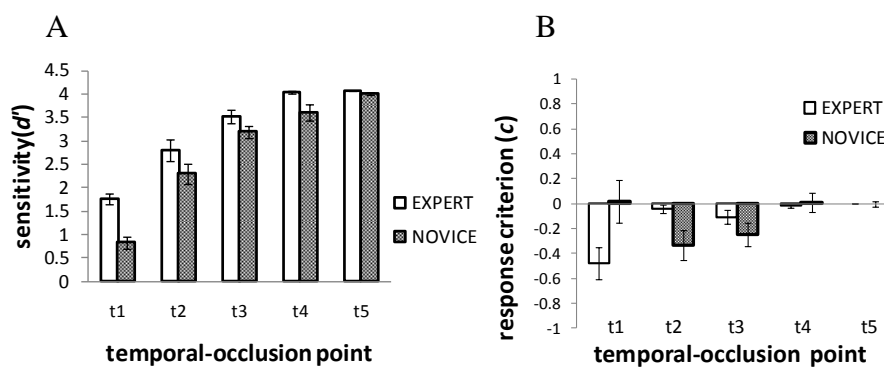 A
sensitivity(d')
4.5
4
3.5
3
2.5
2
1.5
1
0.5
0
t1 t2 t3 t4 t5
temporal-occlusion point
EXPERT
NOVICE
B
response criterion (c)
1
0.8
0.6
0.4
0.2
0
-0.2
-0.4
-0.6
-0.8
-1
t1 t2 t3 t4 t5
temporal-occlusion point
EXPERT
NOVICE